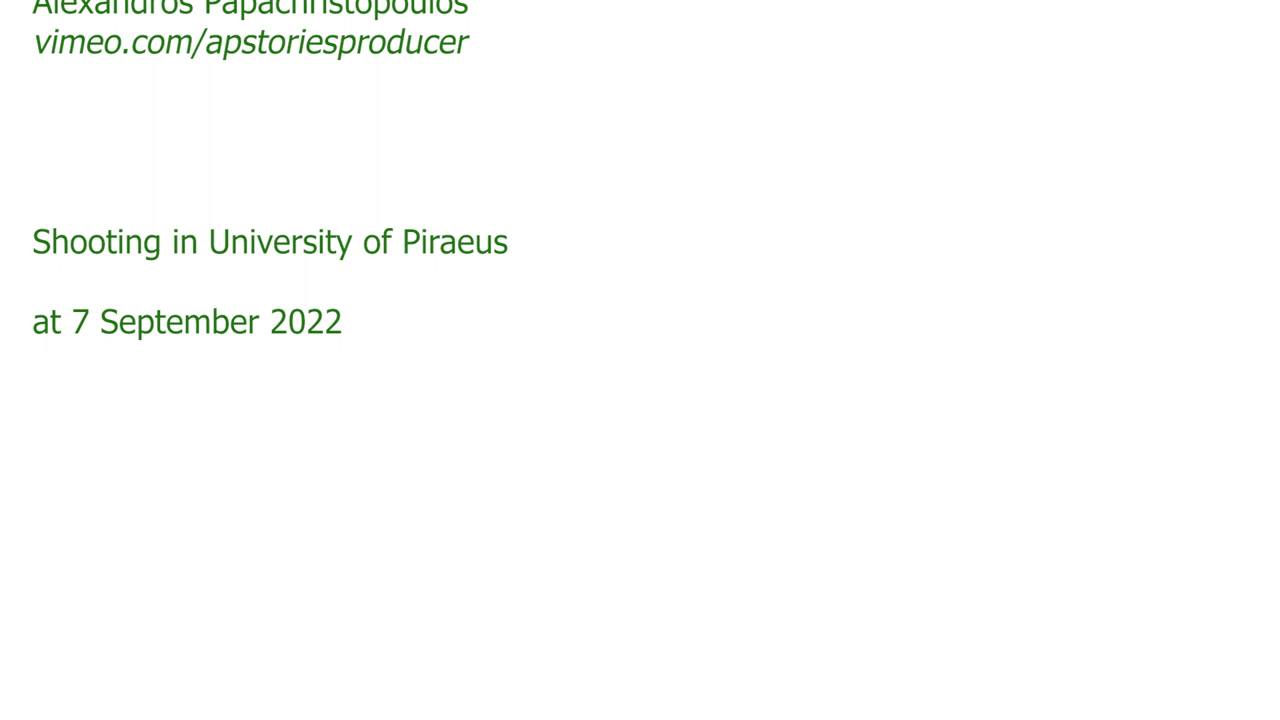 Alexandros Papachristopoulos
vimeo.com/apstoriesproducer
Shooting in University of Piraeus
at 7 September 2022